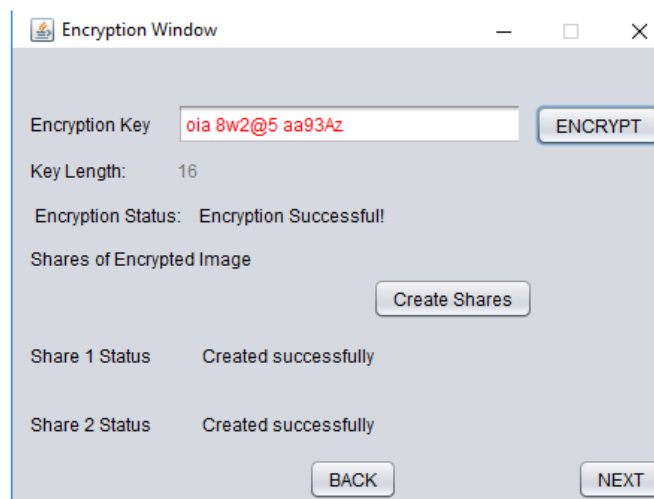 Encryption Window
Encryption Key oia 8w2@5 aa93Az ENCRYPT
Key Length: 16
Encryption Status: Encryption Successful!
Shares of Encrypted Image
Create Shares
Share 1 Status Created successfully
Share 2 Status Created successfully
BACK NEXT